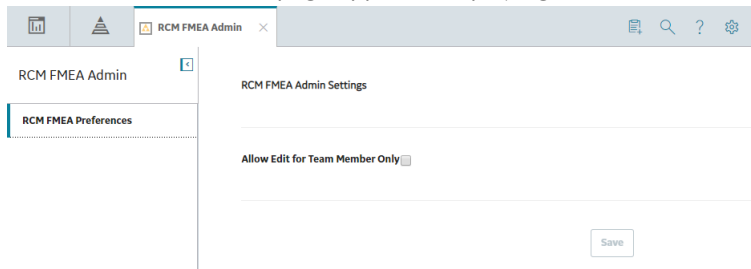 RCM FMEA Admin
RCM FMEA Admin
RCM FMEA Admin Settings
RCM FMEA Preferences
Allow Edit for Team Member Only
Save